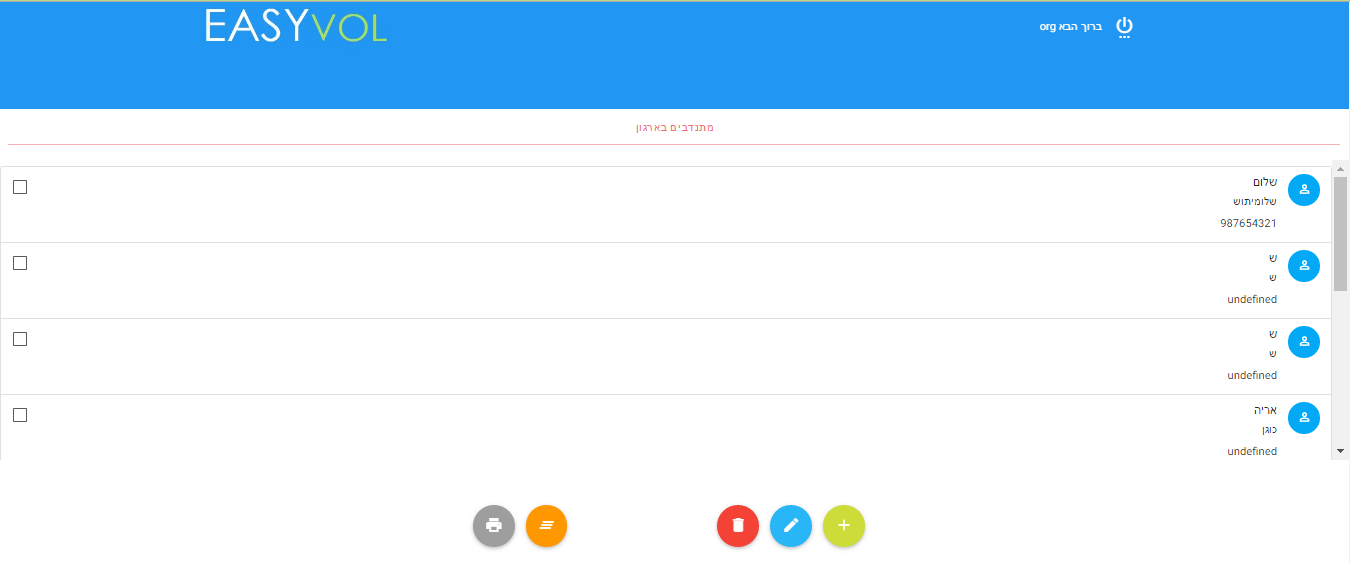 EASYVOL
ברוך הבא org
מתנדבים בארגון
שלום
שלומיתוש
987654321
ש
ש
undefined
ש
ש
undefined
אריה
כוגן
undefined